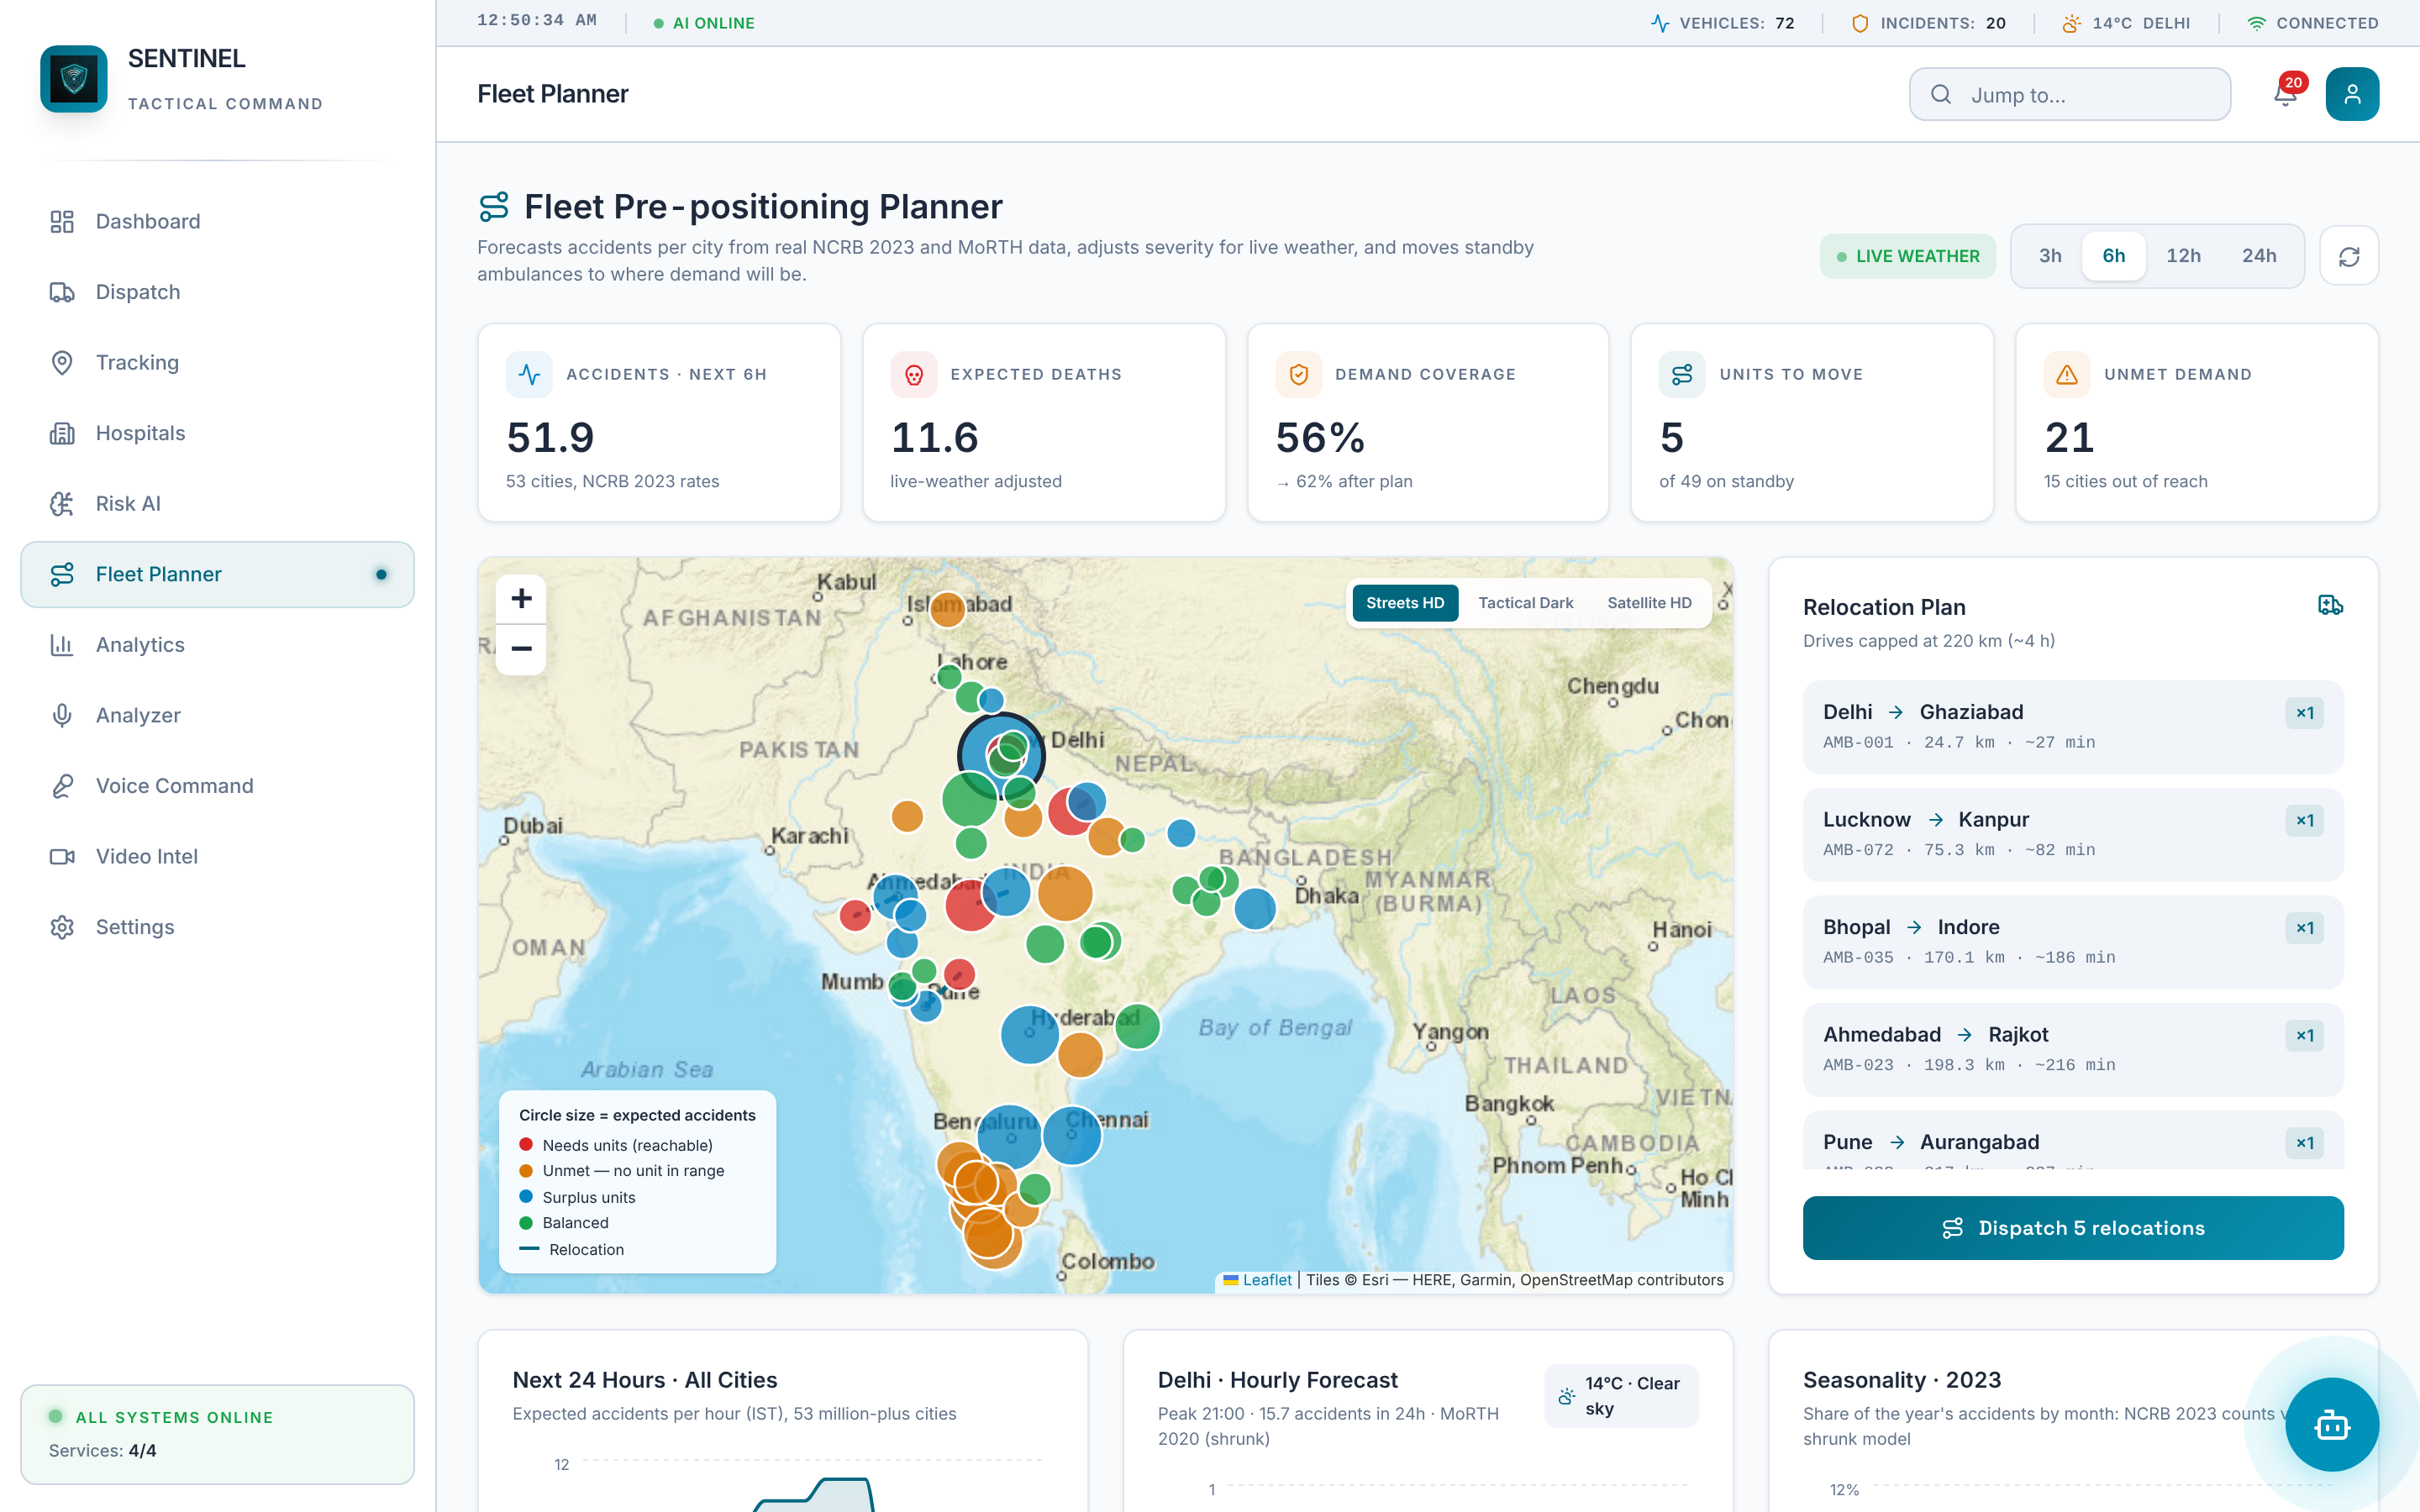 SENTINEL
TACTICAL COMMAND
Dashboard
Dispatch
Tracking
Hospitals
Risk AI
Fleet Planner
Analytics
Analyzer
Voice Command
Video Intel
Settings
ALL SYSTEMS ONLINE
Services: 4/4
12:50:34 AM
AI ONLINE
VEHICLES: 72
INCIDENTS: 20
14°C DELHI
CONNECTED
Fleet Planner
Jump to...
20
Fleet Pre-positioning Planner
Forecasts accidents per city from real NCRB 2023 and MoRTH data, adjusts severity for live weather, and moves standby
ambulances to where demand will be.
LIVE WEATHER
3h 6h 12h 24h
ACCIDENTS · NEXT 6H
51.9
53 cities, NCRB 2023 rates
EXPECTED DEATHS
11.6
live-weather adjusted
DEMAND COVERAGE
56%
→ 62% after plan
UNITS TO MOVE
5
of 49 on standby
UNMET DEMAND
21
15 cities out of reach
+
−
Streets HD Tactical Dark Satellite HD
Kabul
Islamabad
AFGHANISTAN
Lahore
Chengdu
Chon
Delhi
PAKISTAN
NEPAL
Dubai
Karachi
BANGLADESH
INDIA
Ahmedabad
MYANMAR
(BURMA)
Dhaka
Hanoi
OMAN
Mumb
LAOS
Hyderabad
Bay of Bengal
Yangon
Arabian Sea
THAILAND
VIETN
Bangkok
Bengaluru
Chennai
CAMBODIA
Phnom Penh
Ho C
Minh
Colombo
Circle size = expected accidents
Needs units (reachable)
Unmet — no unit in range
Surplus units
Balanced
Relocation
Leaflet | Tiles © Esri — HERE, Garmin, OpenStreetMap contributors
Relocation Plan
Drives capped at 220 km (~4 h)
Delhi → Ghaziabad ×1
AMB-001 · 24.7 km · ~27 min
Lucknow → Kanpur ×1
AMB-072 · 75.3 km · ~82 min
Bhopal → Indore ×1
AMB-035 · 170.1 km · ~186 min
Ahmedabad → Rajkot ×1
AMB-023 · 198.3 km · ~216 min
Pune → Aurangabad ×1
Dispatch 5 relocations
Next 24 Hours · All Cities
Expected accidents per hour (IST), 53 million-plus cities
12
Delhi · Hourly Forecast
Peak 21:00 · 15.7 accidents in 24h · MoRTH
2020 (shrunk)
14°C · Clear
sky
1
Seasonality · 2023
Share of the year's accidents by month: NCRB 2023 counts
shrunk model
12%